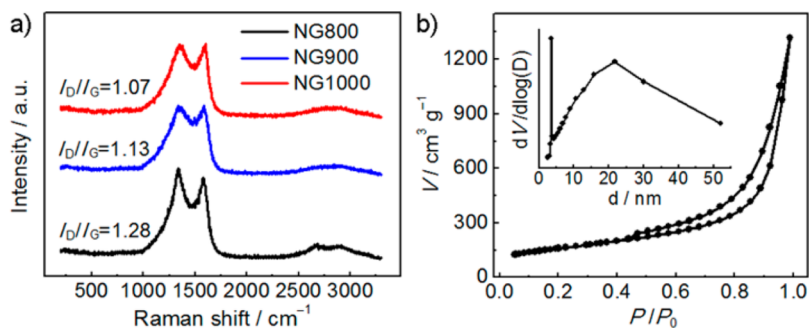 a)
NG800
NG900
NG1000
I_D/I_G=1.07
I_D/I_G=1.13
I_D/I_G=1.28
Intensity / a.u.
500 1000 1500 2000 2500 3000
Raman shift / cm⁻¹
b)
1200
900
600
300
0
V / cm³ g⁻¹
0.0 0.2 0.4 0.6 0.8 1.0
P/P₀
dV/dlog(D)
0 10 20 30 40 50
d / nm